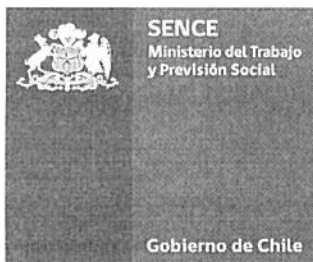 SENCE
Ministerio del Trabajo
y Previsión Social
Gobierno de Chile